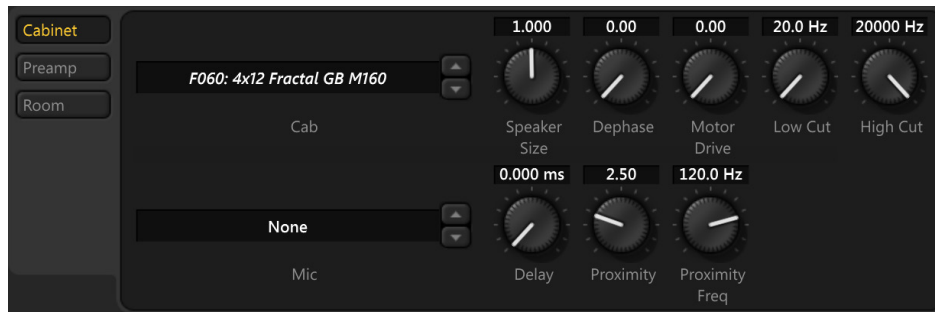 Cabinet
Preamp
Room
1.000
0.00
0.00
20.0 Hz
20000 Hz
F060: 4x12 Fractal GB M160
Cab
Speaker
Size
Dephase
Motor
Drive
Low Cut
High Cut
0.000 ms
2.50
120.0 Hz
None
Mic
Delay
Proximity
Proximity
Freq